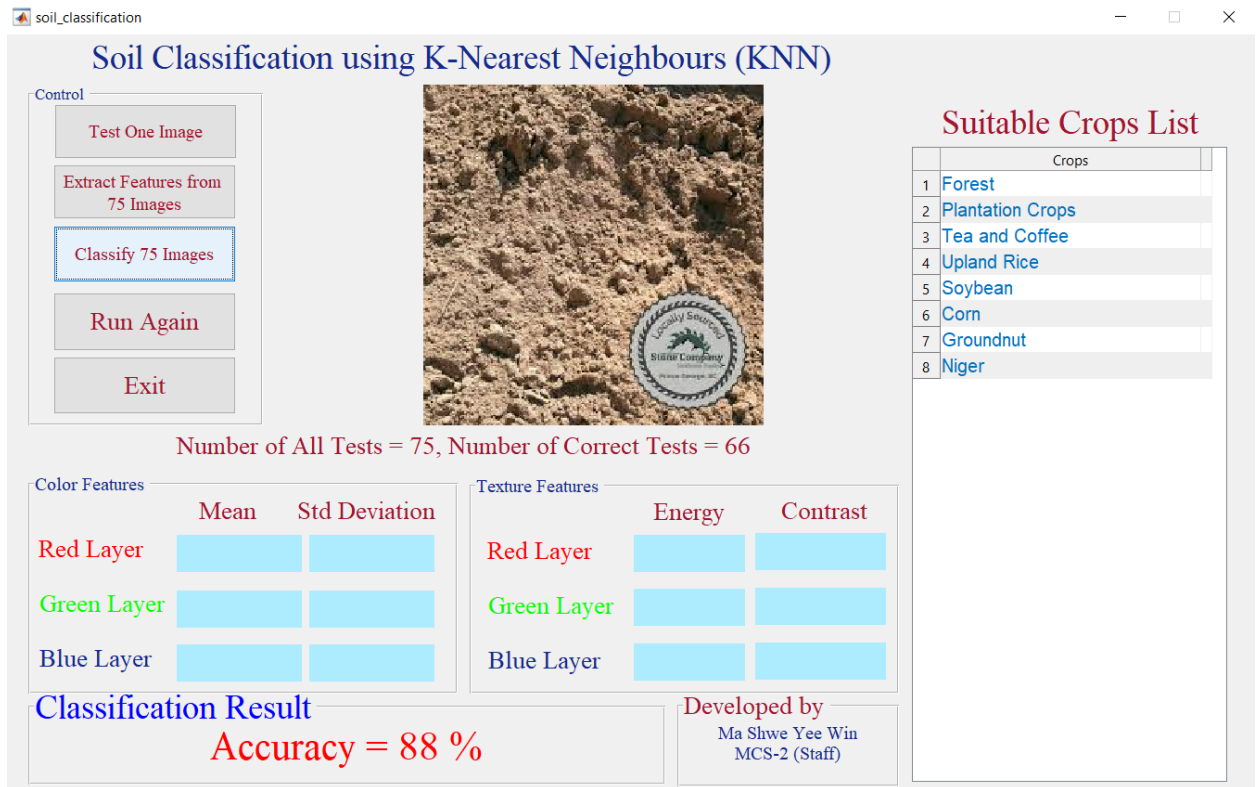 soil_classification
Soil Classification using K-Nearest Neighbours (KNN)
Control
Test One Image
Extract Features from
75 Images
Classify 75 Images
Run Again
Exit
Locally Sourced
Stone Company
Number of All Tests = 75, Number of Correct Tests = 66
Color Features
Mean Std Deviation
Red Layer
Green Layer
Blue Layer
Texture Features
Energy Contrast
Red Layer
Green Layer
Blue Layer
Classification Result
Accuracy = 88 %
Developed by
Ma Shwe Yee Win
MCS-2 (Staff)
Suitable Crops List
Crops
1 Forest
2 Plantation Crops
3 Tea and Coffee
4 Upland Rice
5 Soybean
6 Corn
7 Groundnut
8 Niger